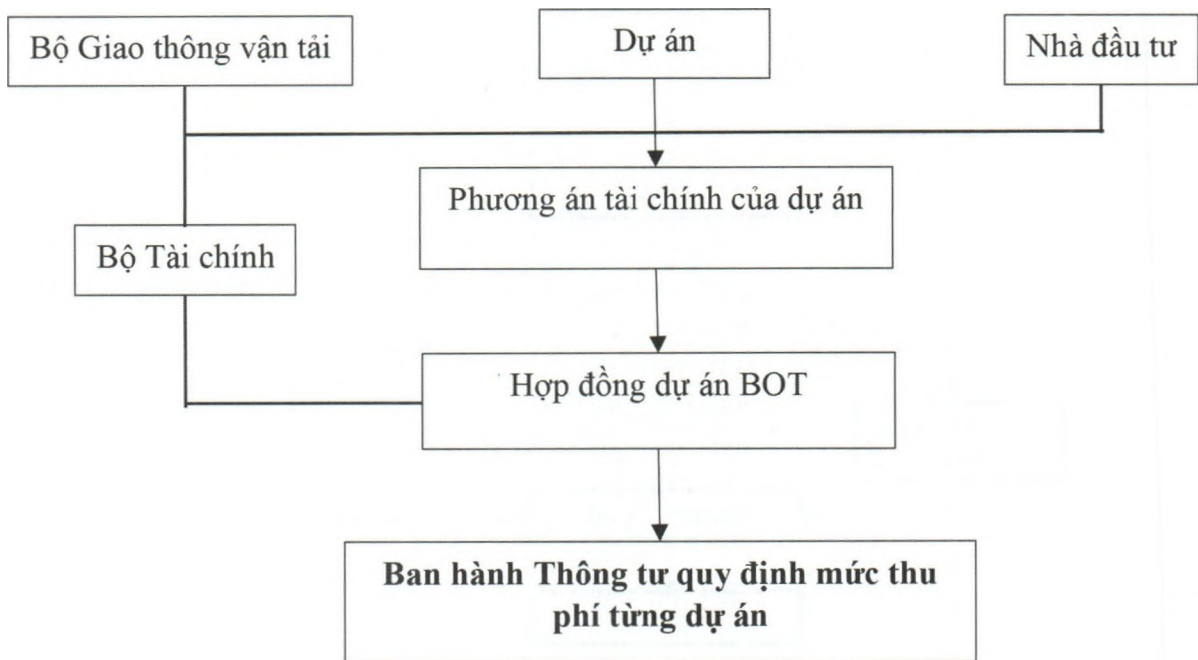 Bộ Giao thông vận tải
Dự án
Nhà đầu tư
Phương án tài chính của dự án
Bộ Tài chính
Hợp đồng dự án BOT
Ban hành Thông tư quy định mức thu
phí từng dự án